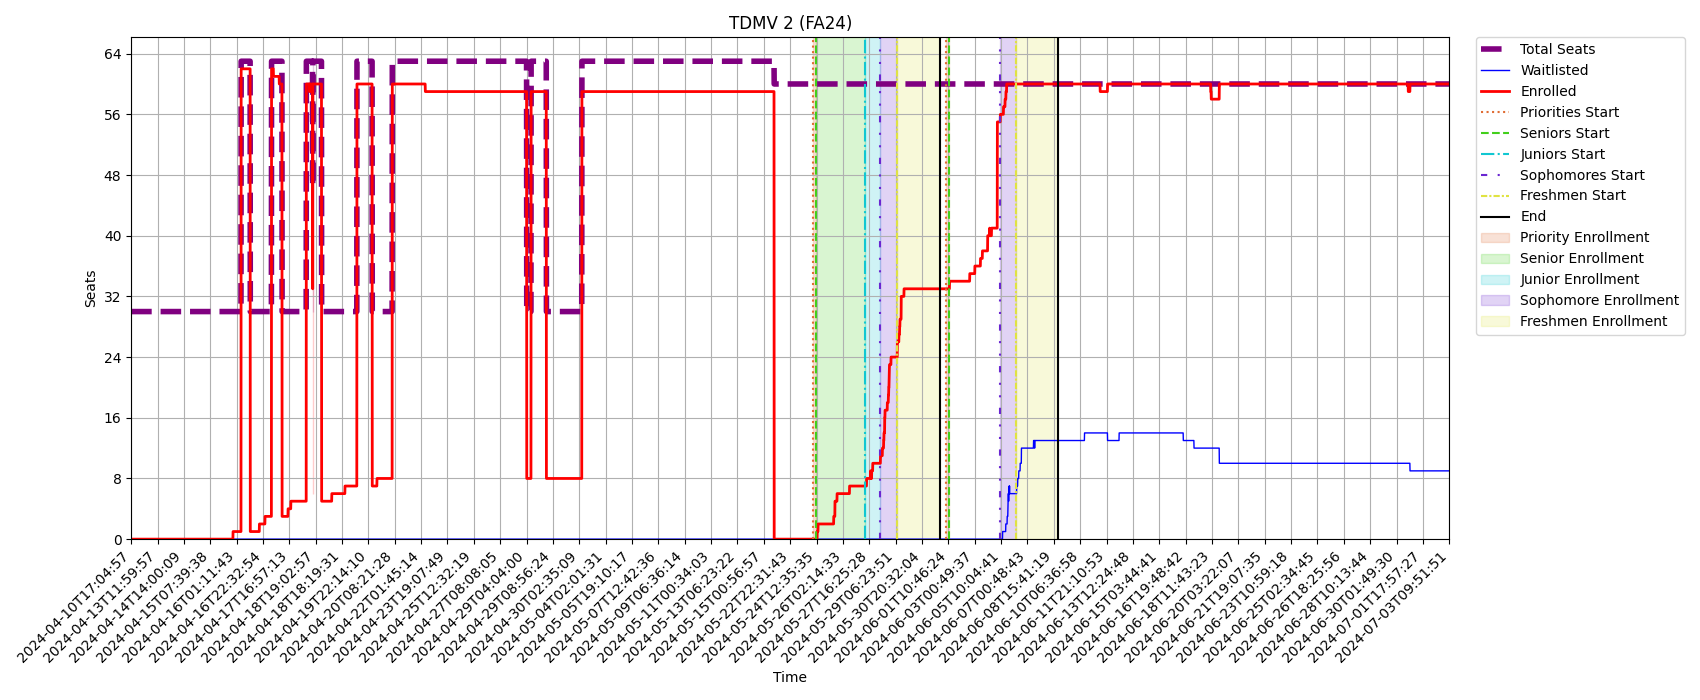 TDMV 2 (FA24)
64
56
48
40
32
24
16
8
0
Seats
2024-04-10T17:04:57
2024-04-13T11:59:57
2024-04-14T14:00:09
2024-04-15T07:39:38
2024-04-16T01:11:43
2024-04-16T22:32:54
2024-04-17T16:57:13
2024-04-18T19:02:57
2024-04-18T18:19:31
2024-04-19T22:14:10
2024-04-20T08:21:28
2024-04-22T01:45:14
2024-04-23T19:07:49
2024-04-25T12:32:19
2024-04-27T08:08:05
2024-04-29T04:04:00
2024-04-29T08:56:24
2024-04-30T02:35:09
2024-05-04T02:01:31
2024-05-05T19:10:17
2024-05-07T12:42:36
2024-05-09T06:36:14
2024-05-11T00:34:03
2024-05-13T06:23:22
2024-05-15T00:56:57
2024-05-22T22:31:43
2024-05-24T12:35:35
2024-05-26T02:14:33
2024-05-27T16:25:28
2024-05-29T06:23:51
2024-05-30T20:32:04
2024-06-01T10:46:24
2024-06-03T00:49:37
2024-06-05T10:04:41
2024-06-07T00:48:43
2024-06-08T15:41:19
2024-06-10T06:36:58
2024-06-11T21:10:53
2024-06-13T12:24:48
2024-06-15T03:44:41
2024-06-16T19:48:42
2024-06-18T11:43:23
2024-06-20T03:22:07
2024-06-21T19:07:35
2024-06-23T10:59:18
2024-06-25T02:34:45
2024-06-26T18:25:56
2024-06-28T10:13:44
2024-06-30T01:49:30
2024-07-01T17:57:27
2024-07-03T09:51:51
Time
Total Seats
Waitlisted
Enrolled
Priorities Start
Seniors Start
Juniors Start
Sophomores Start
Freshmen Start
End
Priority Enrollment
Senior Enrollment
Junior Enrollment
Sophomore Enrollment
Freshmen Enrollment